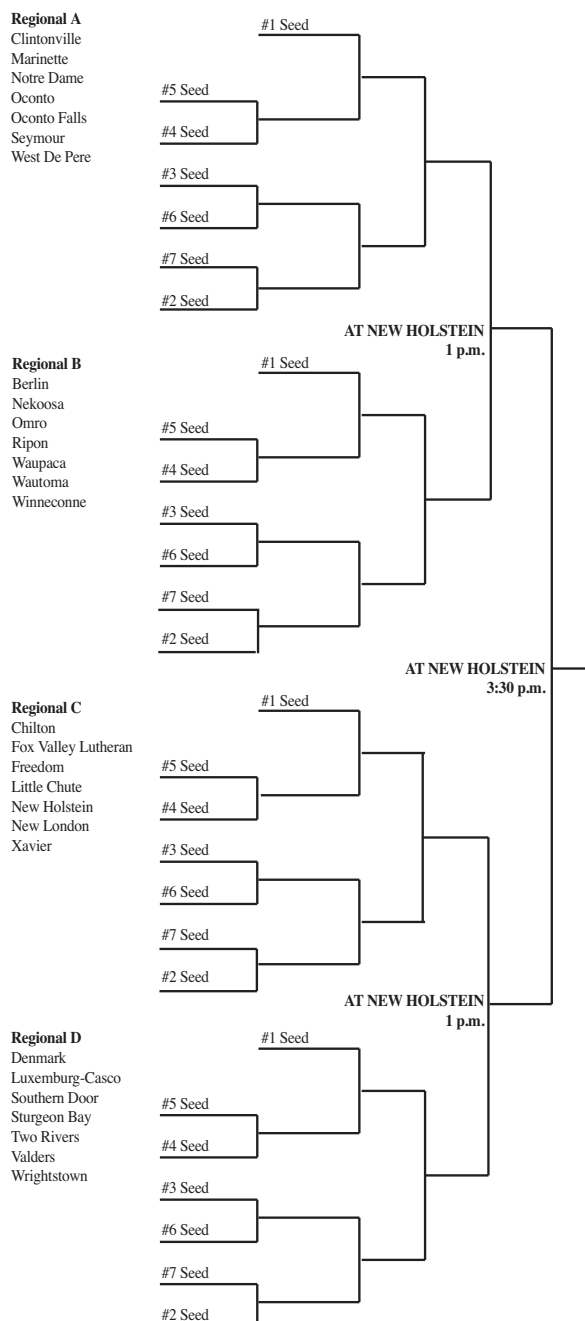 Regional A
Clintonville
Marinette
Notre Dame
Oconto
Oconto Falls
Seymour
West De Pere
#1 Seed
#5 Seed
#4 Seed
#3 Seed
#6 Seed
#7 Seed
#2 Seed
AT NEW HOLSTEIN
1 p.m.
Regional B
Berlin
Nekoosa
Omro
Ripon
Waupaca
Wautoma
Winneconne
#1 Seed
#5 Seed
#4 Seed
#3 Seed
#6 Seed
#7 Seed
#2 Seed
AT NEW HOLSTEIN
3:30 p.m.
Regional C
Chilton
Fox Valley Lutheran
Freedom
Little Chute
New Holstein
New London
Xavier
#1 Seed
#5 Seed
#4 Seed
#3 Seed
#6 Seed
#7 Seed
#2 Seed
AT NEW HOLSTEIN
1 p.m.
Regional D
Denmark
Luxemburg-Casco
Southern Door
Sturgeon Bay
Two Rivers
Valders
Wrightstown
#1 Seed
#5 Seed
#4 Seed
#3 Seed
#6 Seed
#7 Seed
#2 Seed